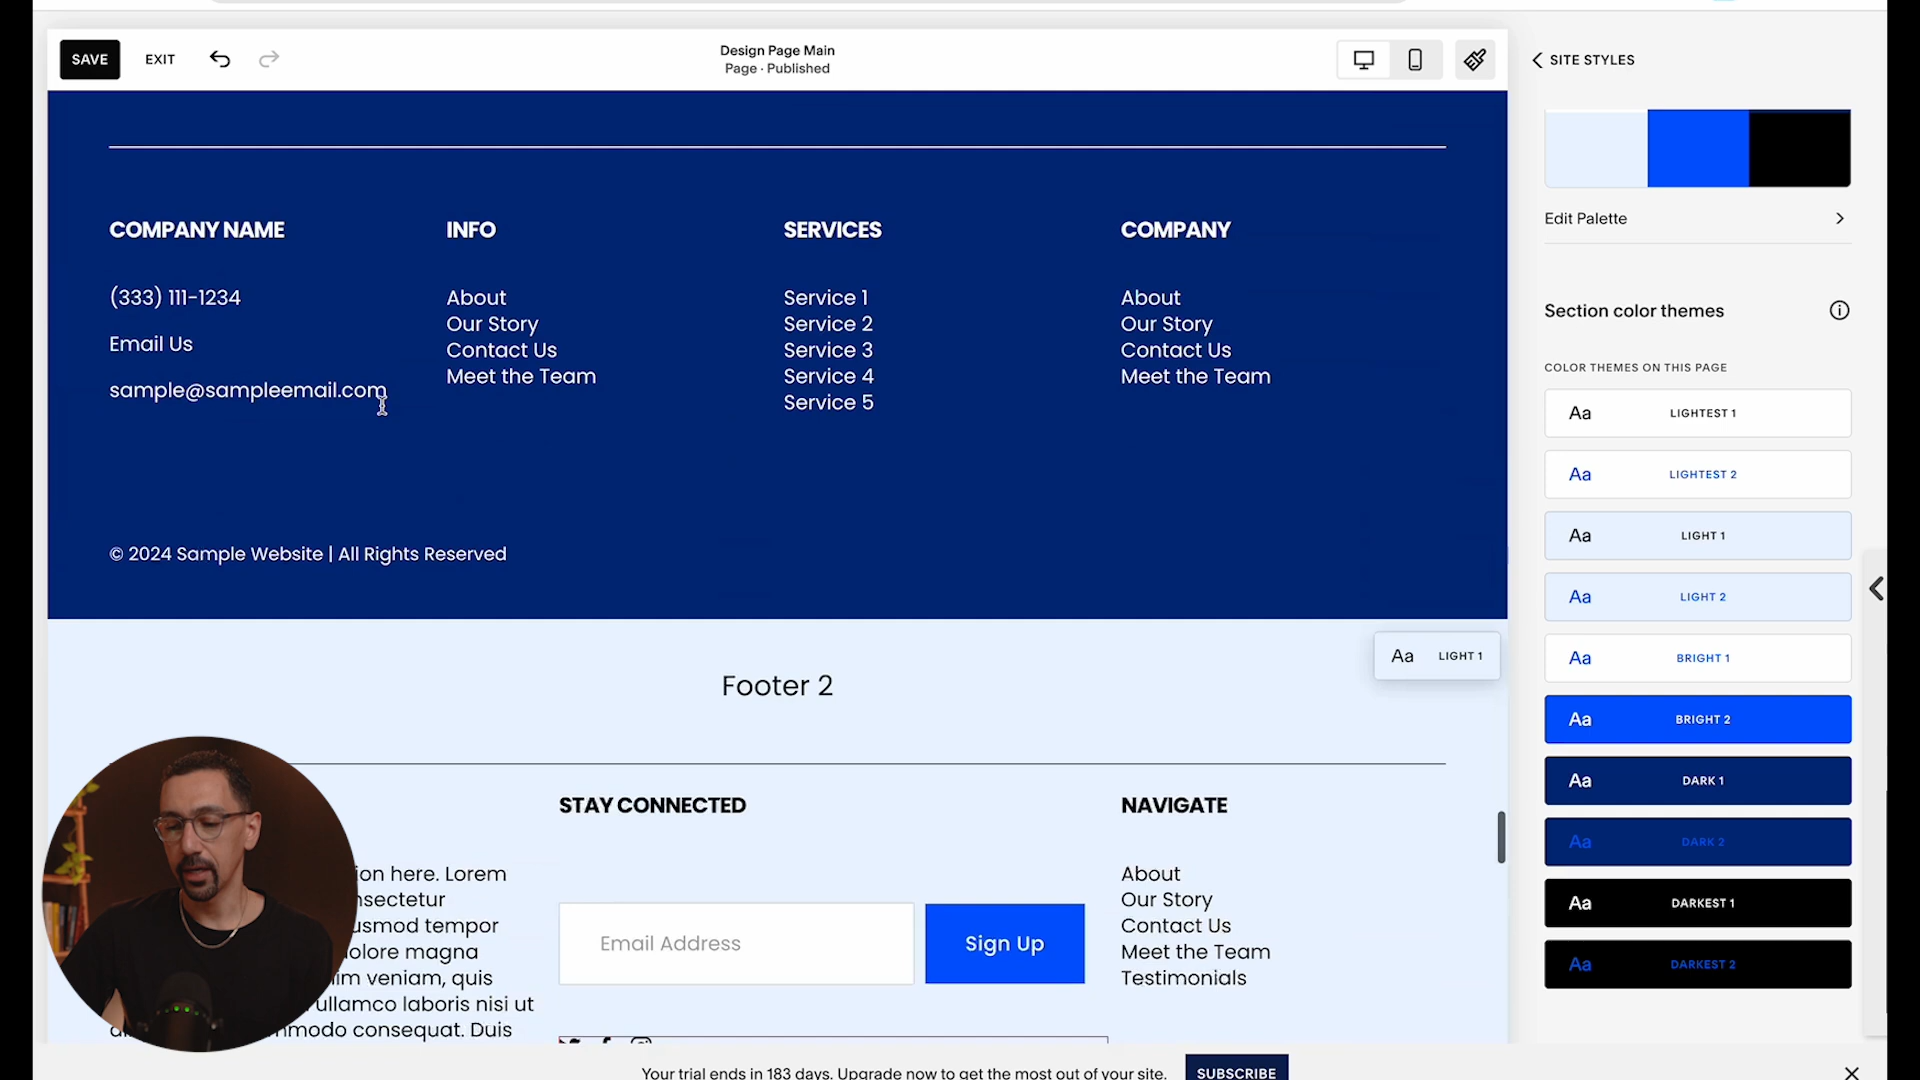 SAVE
EXIT
Design Page Main
Page · Published
SITE STYLES
Edit Palette
Section color themes
COLOR THEMES ON THIS PAGE
Aa LIGHTEST 1
Aa LIGHTEST 2
Aa LIGHT 1
Aa LIGHT 2
Aa BRIGHT 1
Aa BRIGHT 2
Aa DARK 1
Aa DARK 2
Aa DARKEST 1
Aa DARKEST 2
COMPANY NAME
(333) 111-1234
Email Us
sample@sampleemail.com
INFO
About
Our Story
Contact Us
Meet the Team
SERVICES
Service 1
Service 2
Service 3
Service 4
Service 5
COMPANY
About
Our Story
Contact Us
Meet the Team
© 2024 Sample Website | All Rights Reserved
Aa LIGHT 1
Footer 2
here. Lorem
tempor
magna
veniam, quis
ullamco laboris nisi ut
consequat. Duis
STAY CONNECTED
Email Address
Sign Up
NAVIGATE
About
Our Story
Contact Us
Meet the Team
Testimonials
Your trial ends in 183 days. Upgrade now to get the most out of your site.
SUBSCRIBE